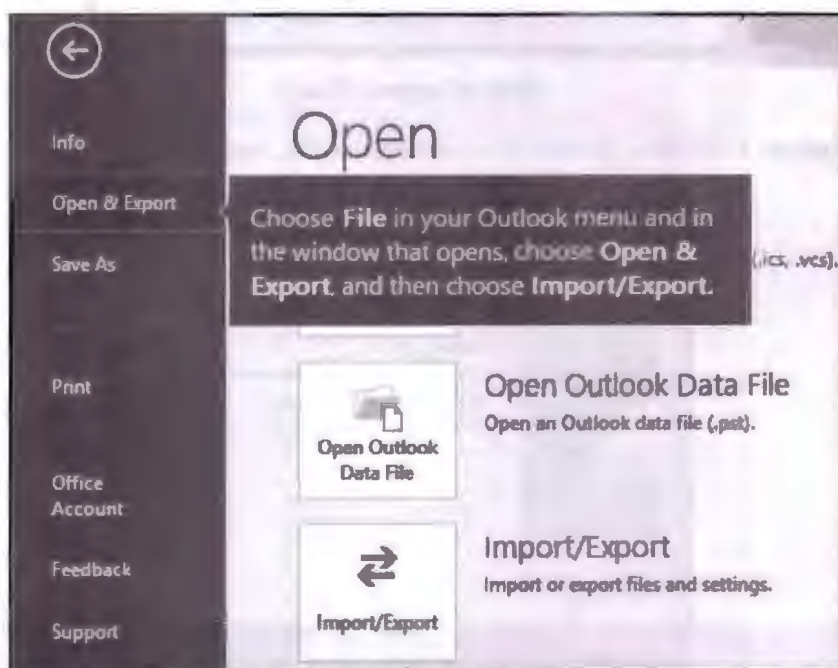 Info
Open & Export
Save As
Print
Office
Account
Feedback
Support
Open
Choose File in your Outlook menu and in
the window that opens, choose Open &
Export, and then choose Import/Export.
(.ics, .vcs).
Open Outlook
Data File
Open Outlook Data File
Open an Outlook data file (.pst).
Import/Export
Import/Export
Import or export files and settings.